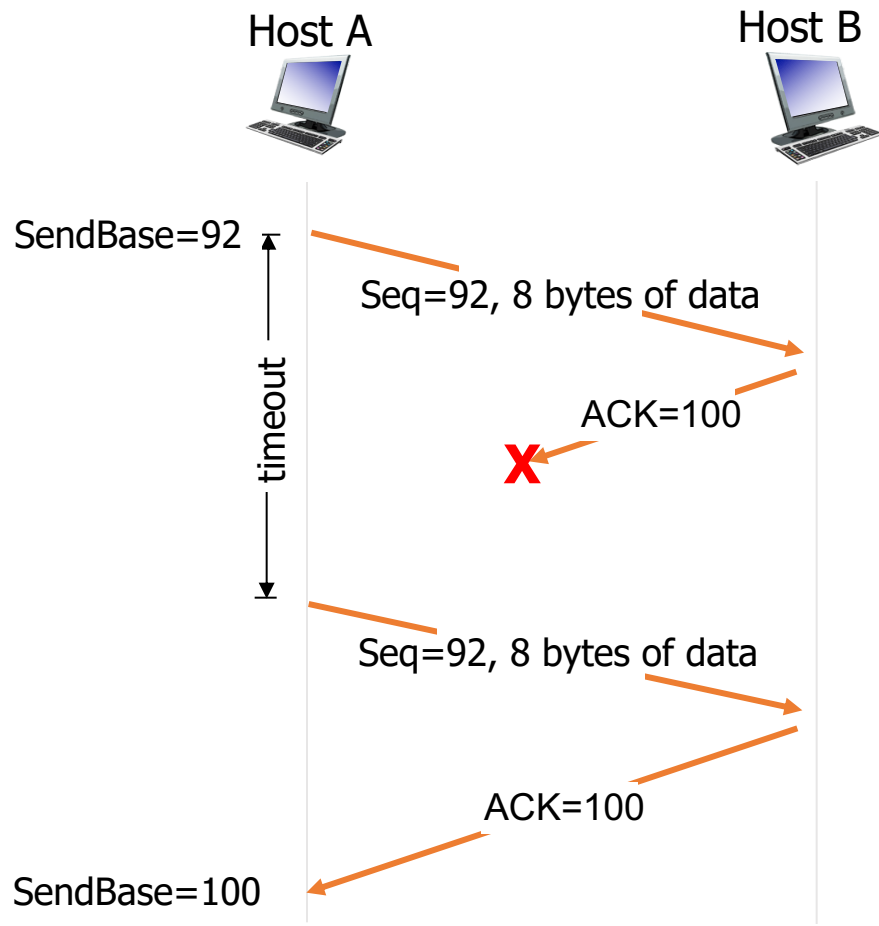 Host A
Host B
SendBase=92
Seq=92, 8 bytes of data
timeout
ACK=100
X
Seq=92, 8 bytes of data
ACK=100
SendBase=100